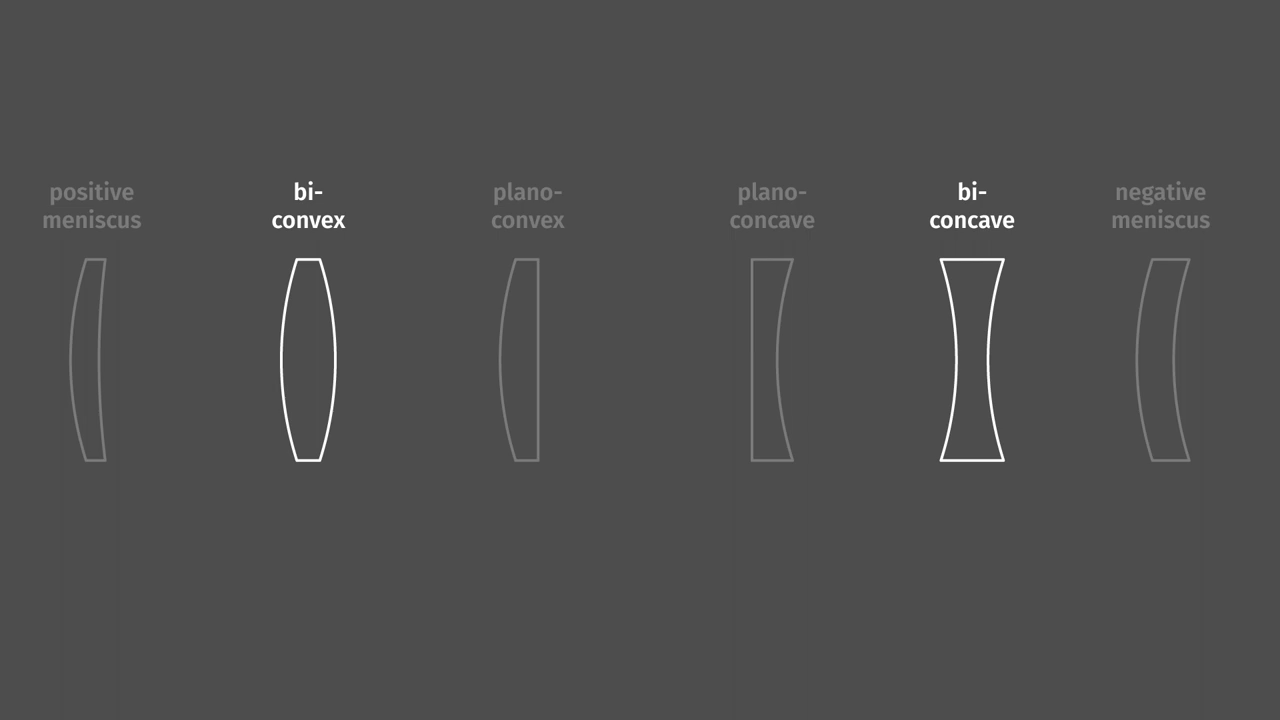 positive
meniscus
bi-
convex
plano-
convex
plano-
concave
bi-
concave
negative
meniscus